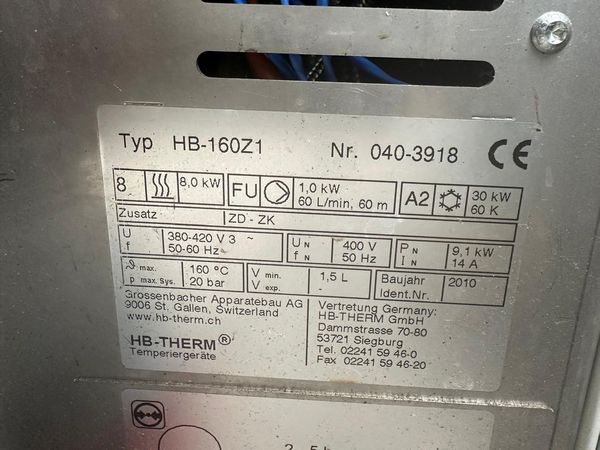 Typ HB-160Z1 Nr. 040-3918 CE
8 8,0 kW FU 1,0 kW A2 30 kW
60 L/min, 60 m 60 K
Zusatz ZD - ZK
U 380-420 V 3 ~ U N 400 V P N 9,1 kW
f 50-60 Hz f N 50 Hz I N 14 A
ϑ max. 160 °C V min. 1,5 L Baujahr 2010
p max. Sys. 20 bar V exp. Ident.Nr.
Grossenbacher Apparatebau AG
9006 St. Gallen, Switzerland
www.hb-therm.ch
HB-THERM®
Temperiergeräte
Vertretung Germany:
HB-THERM GmbH
Dammstrasse 70-80
53721 Siegburg
Tel. 02241 59 46-0
Fax 02241 59 46-20